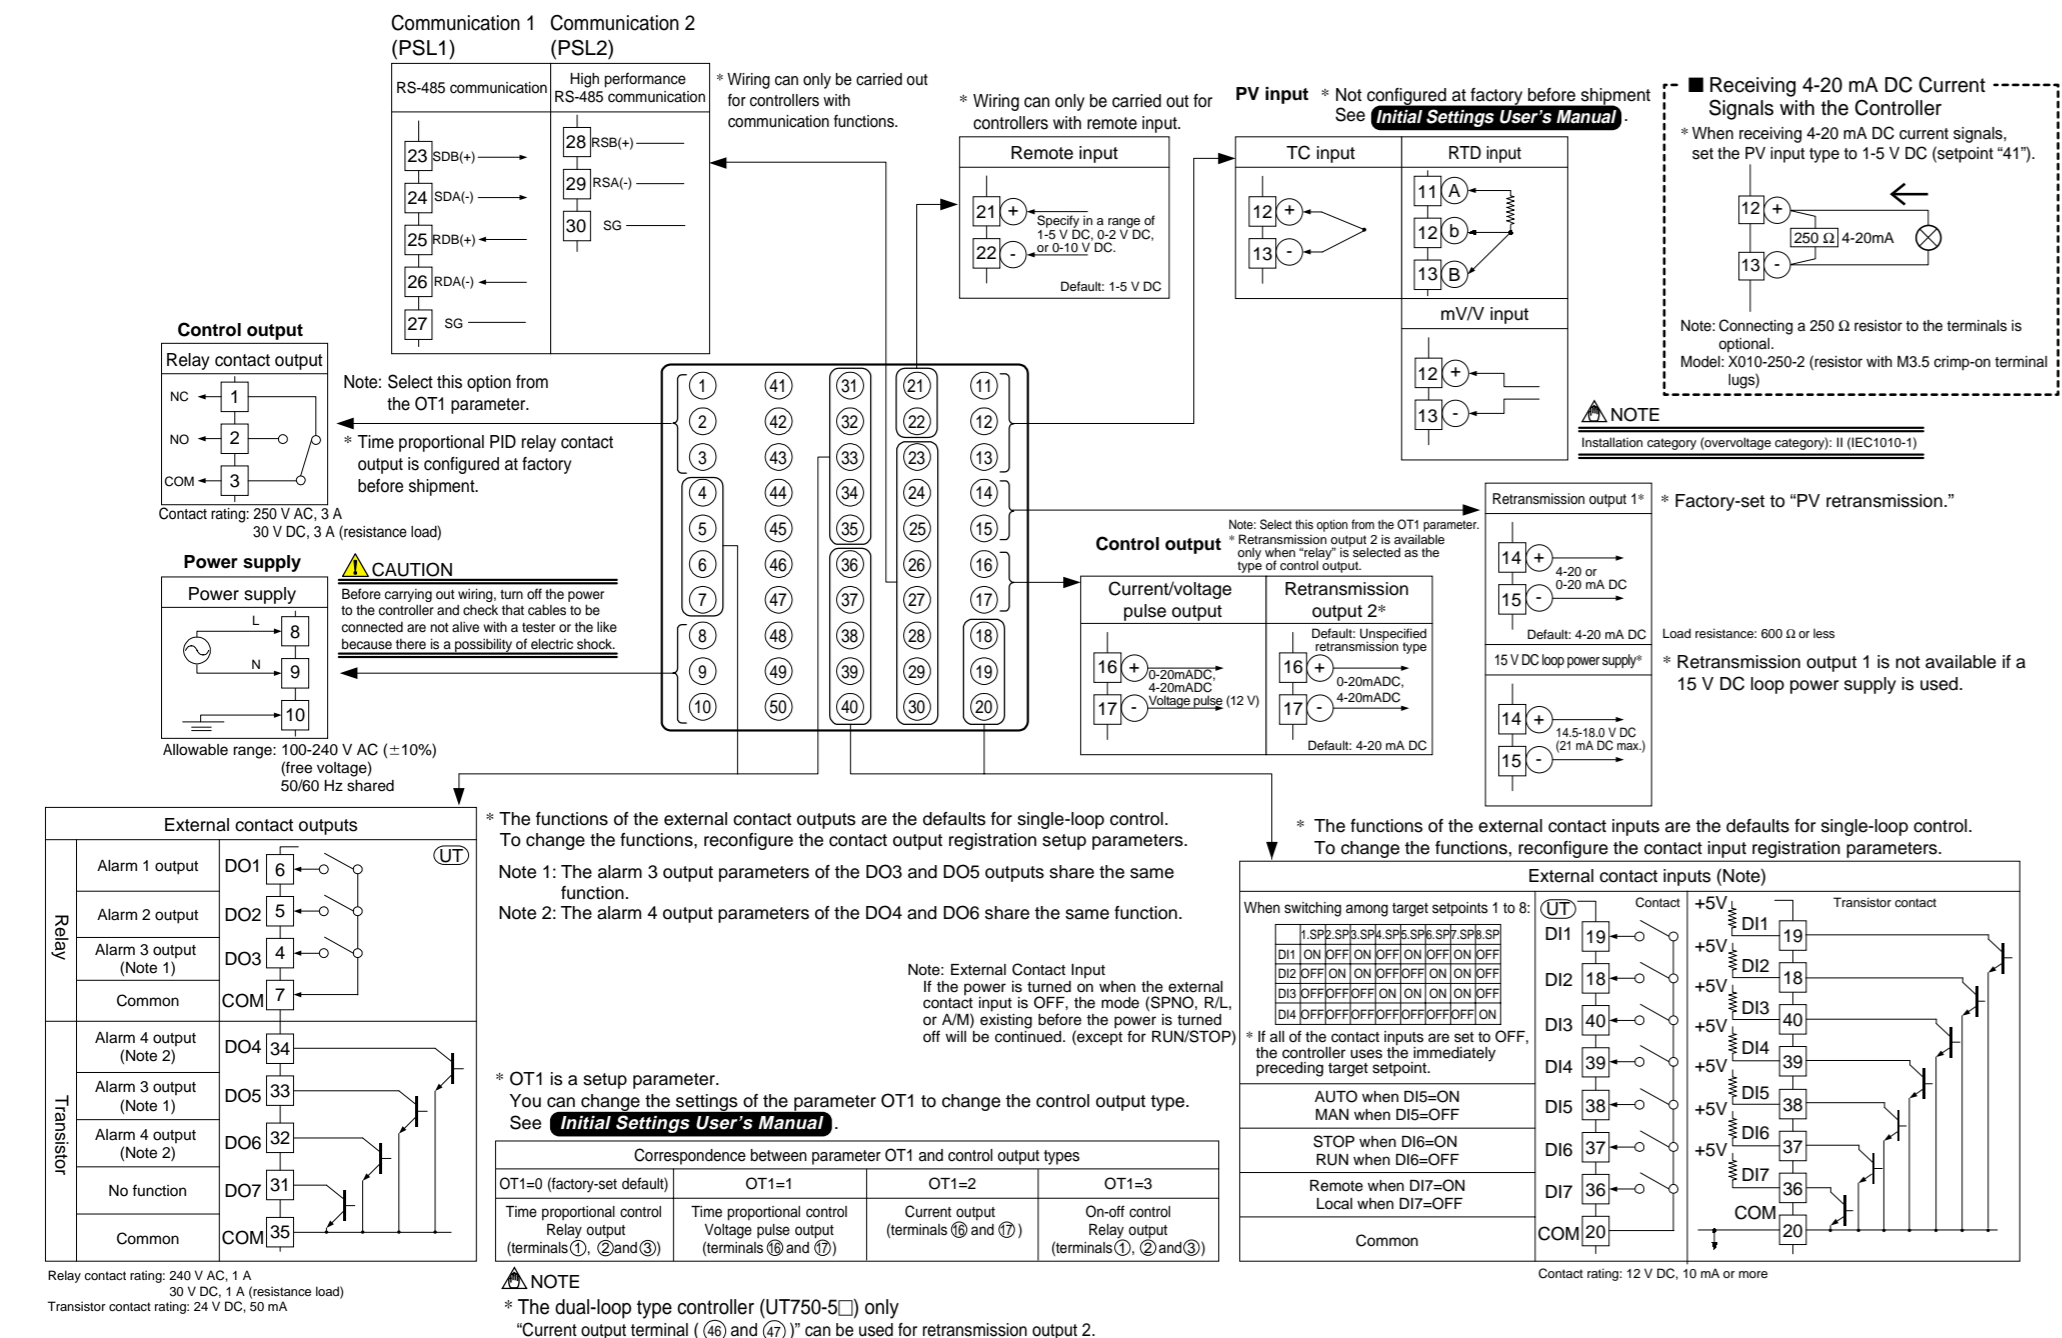 Communication 1
(PSL1)
Communication 2
(PSL2)
RS-485 communication
High performance
RS-485 communication
23 SDB(+)
24 SDA(-)
25 RDB(+)
26 RDA(-)
27 SG
28 RSB(+)
29 RSA(-)
30 SG
* Wiring can only be carried out
for controllers with
communication functions.
* Wiring can only be carried out for
controllers with remote input.
Remote input
21 +
22 -
Specify in a range of
1-5 V DC, 0-2 V DC,
or 0-10 V DC.
Default: 1-5 V DC
PV input * Not configured at factory before shipment
See Initial Settings User's Manual .
TC input
12 +
13 -
RTD input
11 A
12 b
13 B
mV/V input
12 +
13 -
■ Receiving 4-20 mA DC Current
Signals with the Controller
* When receiving 4-20 mA DC current signals,
set the PV input type to 1-5 V DC (setpoint “41”).
12 +
250 Ω 4-20mA
13 -
Note: Connecting a 250 Ω resistor to the terminals is
optional.
Model: X010-250-2 (resistor with M3.5 crimp-on terminal
lugs)
NOTE
Installation category (overvoltage category): II (IEC1010-1)
Control output
Relay contact output
NC 1
NO 2
COM 3
Contact rating: 250 V AC, 3 A
30 V DC, 3 A (resistance load)
Note: Select this option from
the OT1 parameter.
* Time proportional PID relay contact
output is configured at factory
before shipment.
Power supply
Power supply
L 8
N 9
10
Allowable range: 100-240 V AC (±10%)
(free voltage)
50/60 Hz shared
CAUTION
Before carrying out wiring, turn off the power
to the controller and check that cables to be
connected are not alive with a tester or the like
because there is a possibility of electric shock.
1 41 31 21 11
2 42 32 22 12
3 43 33 23 13
4 44 34 24 14
5 45 35 25 15
6 46 36 26 16
7 47 37 27 17
8 48 38 28 18
9 49 39 29 19
10 50 40 30 20
Control output
Note: Select this option from the OT1 parameter.
* Retransmission output 2 is available
only when “relay” is selected as the
type of control output.
Current/voltage
pulse output
16 +
17 -
0-20mADC,
4-20mADC
Voltage pulse (12 V)
Retransmission
output 2*
Default: Unspecified
retransmission type
16 +
17 -
0-20mADC,
4-20mADC
Default: 4-20 mA DC
Retransmission output 1*
14 +
15 -
4-20 or
0-20 mA DC
Default: 4-20 mA DC
* Factory-set to “PV retransmission.”
Load resistance: 600 Ω or less
15 V DC loop power supply*
14 +
15 -
14.5-18.0 V DC
(21 mA DC max.)
* Retransmission output 1 is not available if a
15 V DC loop power supply is used.
External contact outputs
UT
Relay
Alarm 1 output DO1 6
Alarm 2 output DO2 5
Alarm 3 output
(Note 1) DO3 4
Common COM 7
Transistor
Alarm 4 output
(Note 2) DO4 34
Alarm 3 output
(Note 1) DO5 33
Alarm 4 output
(Note 2) DO6 32
No function DO7 31
Common COM 35
Relay contact rating: 240 V AC, 1 A
30 V DC, 1 A (resistance load)
Transistor contact rating: 24 V DC, 50 mA
* The functions of the external contact outputs are the defaults for single-loop control.
To change the functions, reconfigure the contact output registration setup parameters.
Note 1: The alarm 3 output parameters of the DO3 and DO5 outputs share the same
function.
Note 2: The alarm 4 output parameters of the DO4 and DO6 share the same function.
Note: External Contact Input
If the power is turned on when the external
contact input is OFF, the mode (SPNO, R/L,
or A/M) existing before the power is turned
off will be continued. (except for RUN/STOP)
* OT1 is a setup parameter.
You can change the settings of the parameter OT1 to change the control output type.
See Initial Settings User's Manual .
Correspondence between parameter OT1 and control output types
OT1=0 (factory-set default) OT1=1 OT1=2 OT1=3
Time proportional control
Relay output
(terminals ①, ② and ③)
Time proportional control
Voltage pulse output
(terminals ⑯ and ⑰)
Current output
(terminals ⑯ and ⑰)
On-off control
Relay output
(terminals ①, ② and ③)
NOTE
* The dual-loop type controller (UT750-5□) only
“Current output terminal ( ㊻ and ㊼ )” can be used for retransmission output 2.
* The functions of the external contact inputs are the defaults for single-loop control.
To change the functions, reconfigure the contact input registration parameters.
External contact inputs (Note)
When switching among target setpoints 1 to 8:
1.SP 2.SP 3.SP 4.SP 5.SP 6.SP 7.SP 8.SP
DI1 ON OFF ON OFF ON OFF ON OFF
DI2 OFF ON ON OFF OFF ON ON OFF
DI3 OFF OFF OFF ON ON ON ON OFF
DI4 OFF OFF OFF OFF OFF OFF OFF ON
* If all of the contact inputs are set to OFF,
the controller uses the immediately
preceding target setpoint.
AUTO when DI5=ON
MAN when DI5=OFF
STOP when DI6=ON
RUN when DI6=OFF
Remote when DI7=ON
Local when DI7=OFF
Common
UT Contact
DI1 19
DI2 18
DI3 40
DI4 39
DI5 38
DI6 37
DI7 36
COM 20
Transistor contact
+5V DI1 19
+5V DI2 18
+5V DI3 40
+5V DI4 39
+5V DI5 38
+5V DI6 37
+5V DI7 36
COM 20
Contact rating: 12 V DC, 10 mA or more